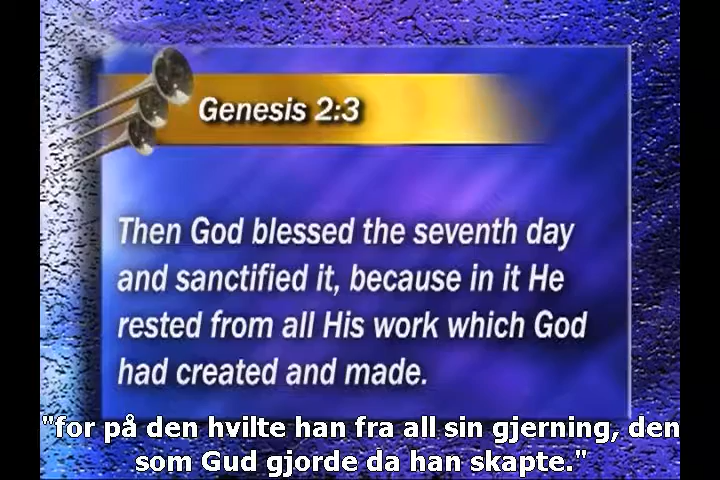 Genesis 2:3
Then God blessed the seventh day
and sanctified it, because in it He
rested from all His work which God
had created and made.
"for på den hvilte han fra all sin gjerning, den
som Gud gjorde da han skapte."